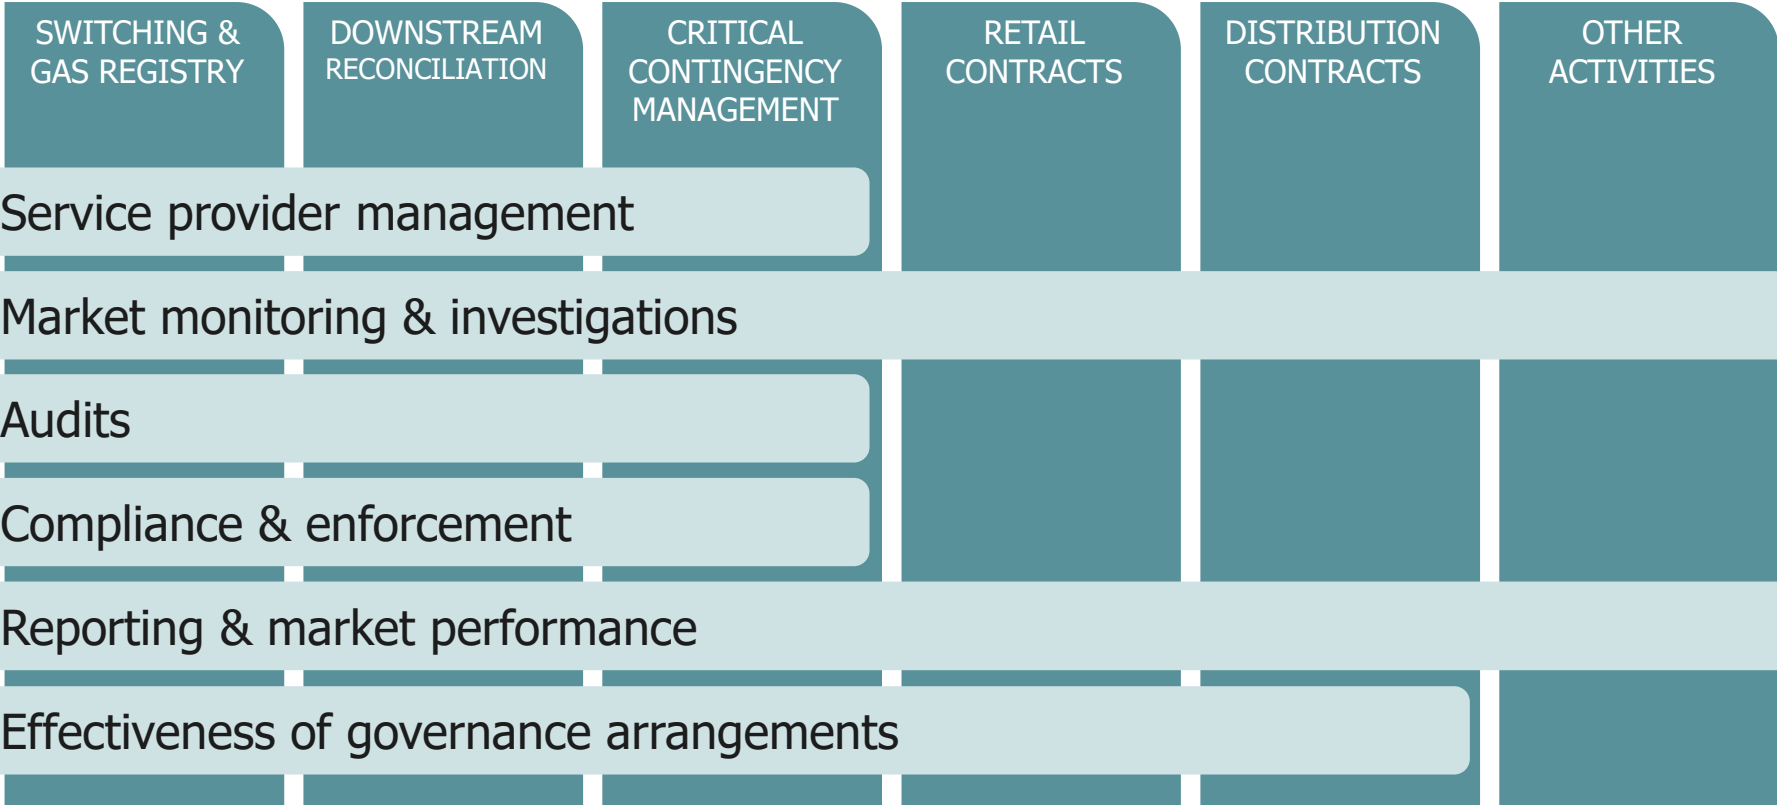 SWITCHING &
GAS REGISTRY
DOWNSTREAM
RECONCILIATION
CRITICAL
CONTINGENCY
MANAGEMENT
RETAIL
CONTRACTS
DISTRIBUTION
CONTRACTS
OTHER
ACTIVITIES
Service provider management
Market monitoring & investigations
Audits
Compliance & enforcement
Reporting & market performance
Effectiveness of governance arrangements